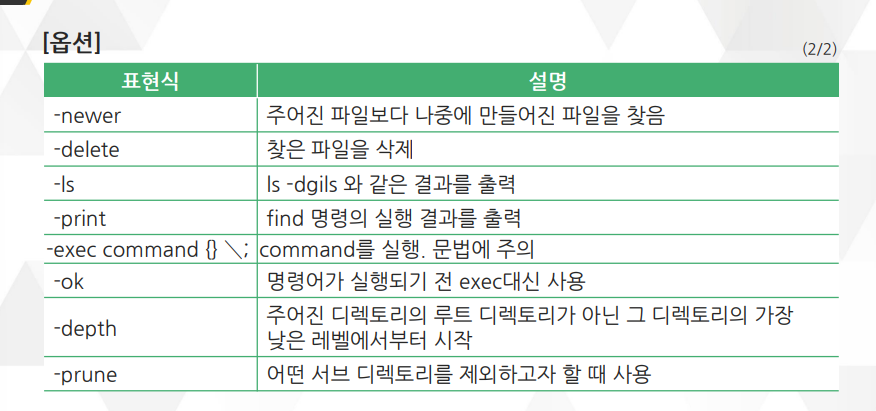 [옵션]
(2/2)
표현식 설명
-newer 주어진 파일보다 나중에 만들어진 파일을 찾음
-delete 찾은 파일을 삭제
-ls ls -dgils 와 같은 결과를 출력
-print find 명령의 실행 결과를 출력
-exec command {} \; command를 실행. 문법에 주의
-ok 명령어가 실행되기 전 exec대신 사용
-depth 주어진 디렉토리의 루트 디렉토리가 아닌 그 디렉토리의 가장
낮은 레벨에서부터 시작
-prune 어떤 서브 디렉토리를 제외하고자 할 때 사용